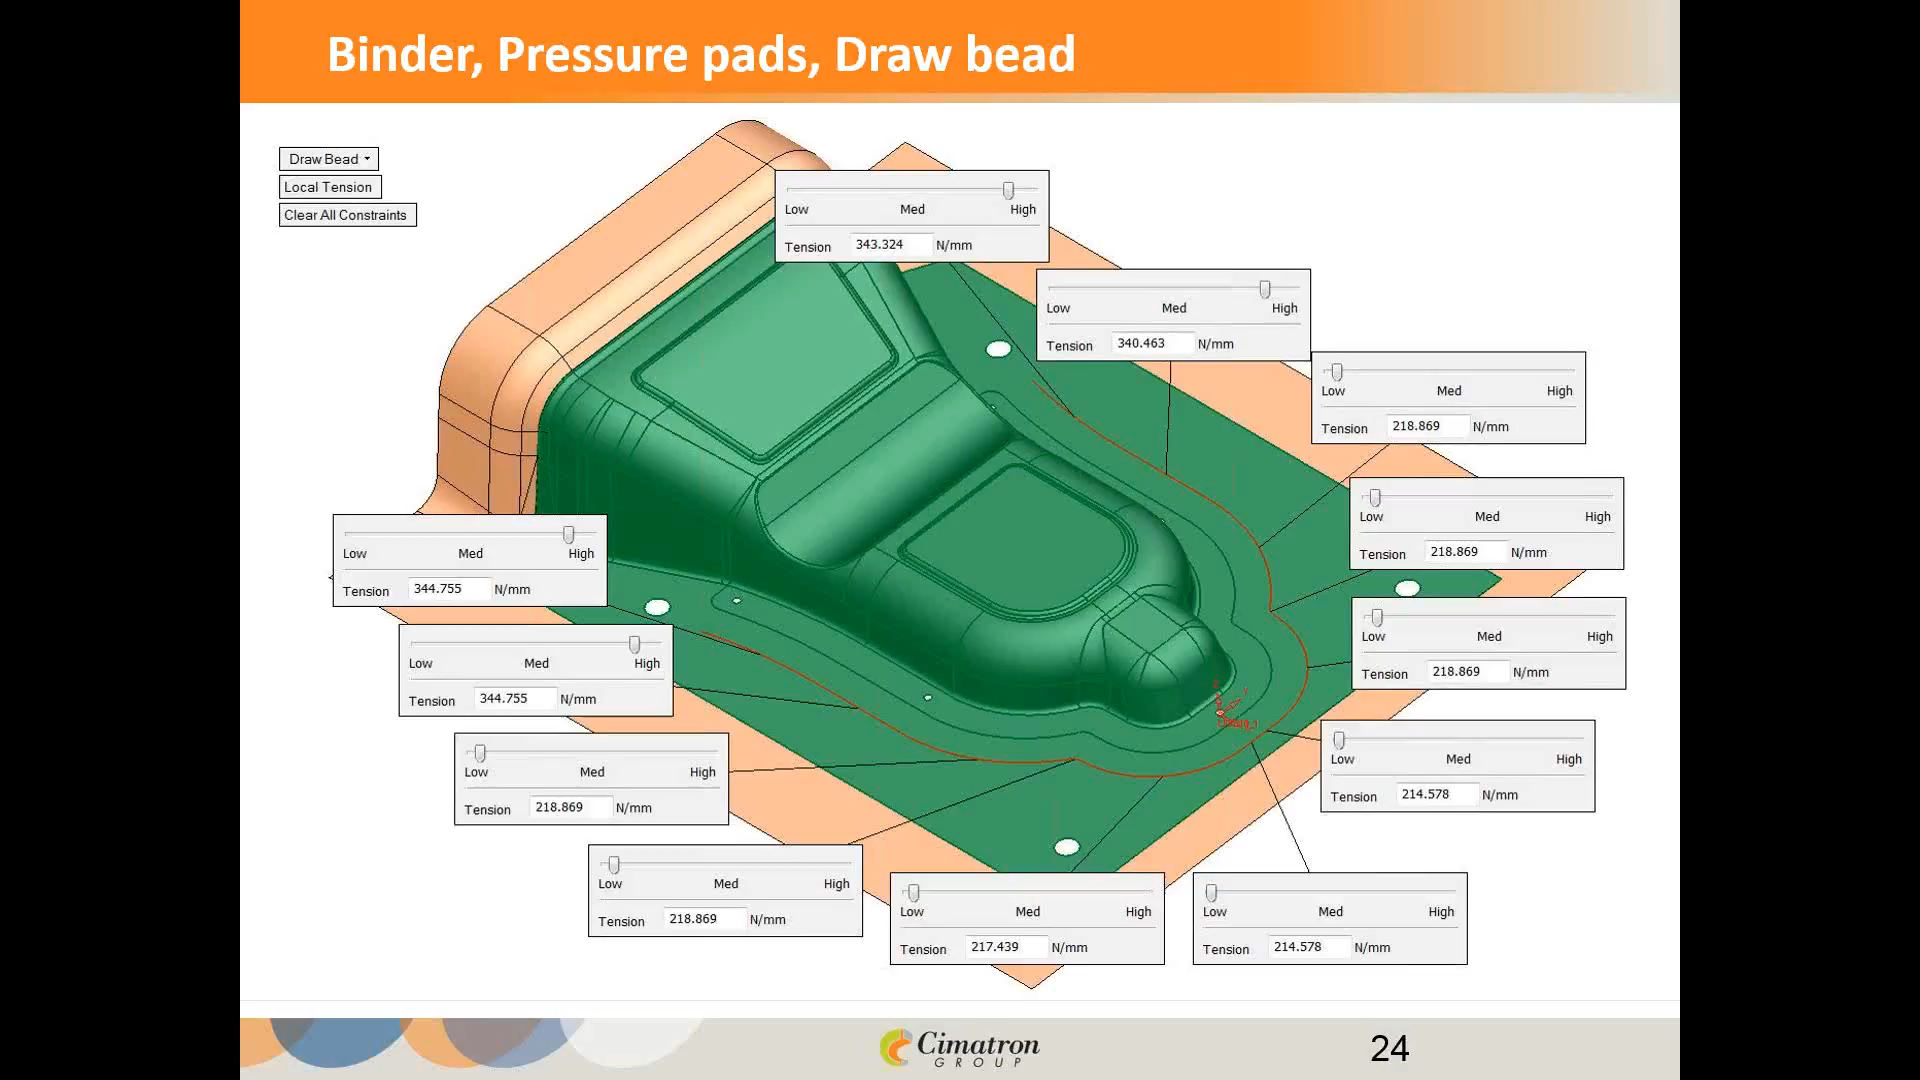 Binder, Pressure pads, Draw bead
Draw Bead
Local Tension
Clear All Constraints
Low Med High
Tension 343.324 N/mm
Low Med High
Tension 340.463 N/mm
Low Med High
Tension 218.869 N/mm
Low Med High
Tension 218.869 N/mm
Low Med High
Tension 344.755 N/mm
Low Med High
Tension 218.869 N/mm
Low Med High
Tension 344.755 N/mm
Low Med High
Tension 214.578 N/mm
Low Med High
Tension 218.869 N/mm
Low Med High
Tension 218.869 N/mm
Low Med High
Tension 217.439 N/mm
Low Med High
Tension 214.578 N/mm
Cimatron
GROUP
24